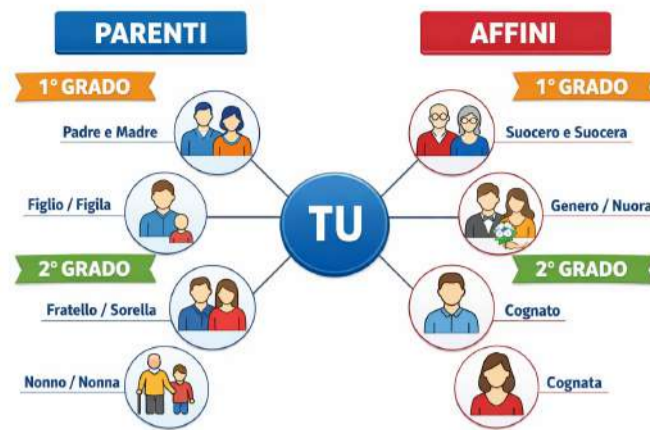 PARENTI
AFFINI
1° GRADO
1° GRADO
Padre e Madre
Suocero e Suocera
Figlio / Figila
Genero / Nuora
TU
2° GRADO
2° GRADO
Fratello / Sorella
Cognato
Nonno / Nonna
Cognata